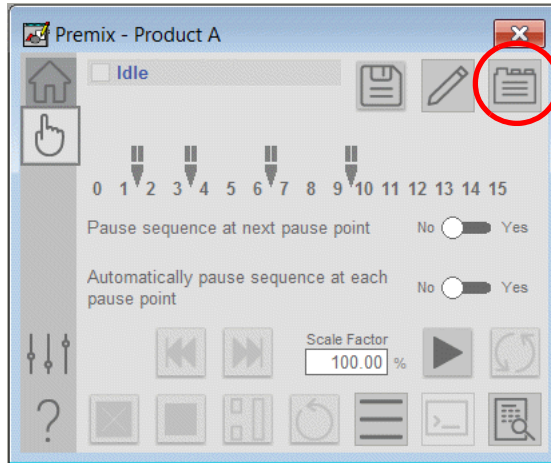 Premix - Product A
Idle
0 1 2 3 4 5 6 7 8 9 10 11 12 13 14 15
Pause sequence at next pause point No Yes
Automatically pause sequence at each
pause point No Yes
Scale Factor
100.00 %
?
>_